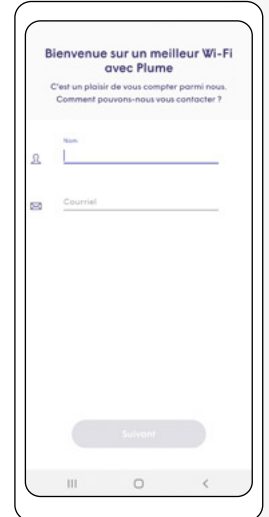 Bienvenue sur un meilleur Wi-Fi
avec Plume
C'est un plaisir de vous compter parmi nous.
Comment pouvons-nous vous contacter ?
Nom
Courriel
Suivant